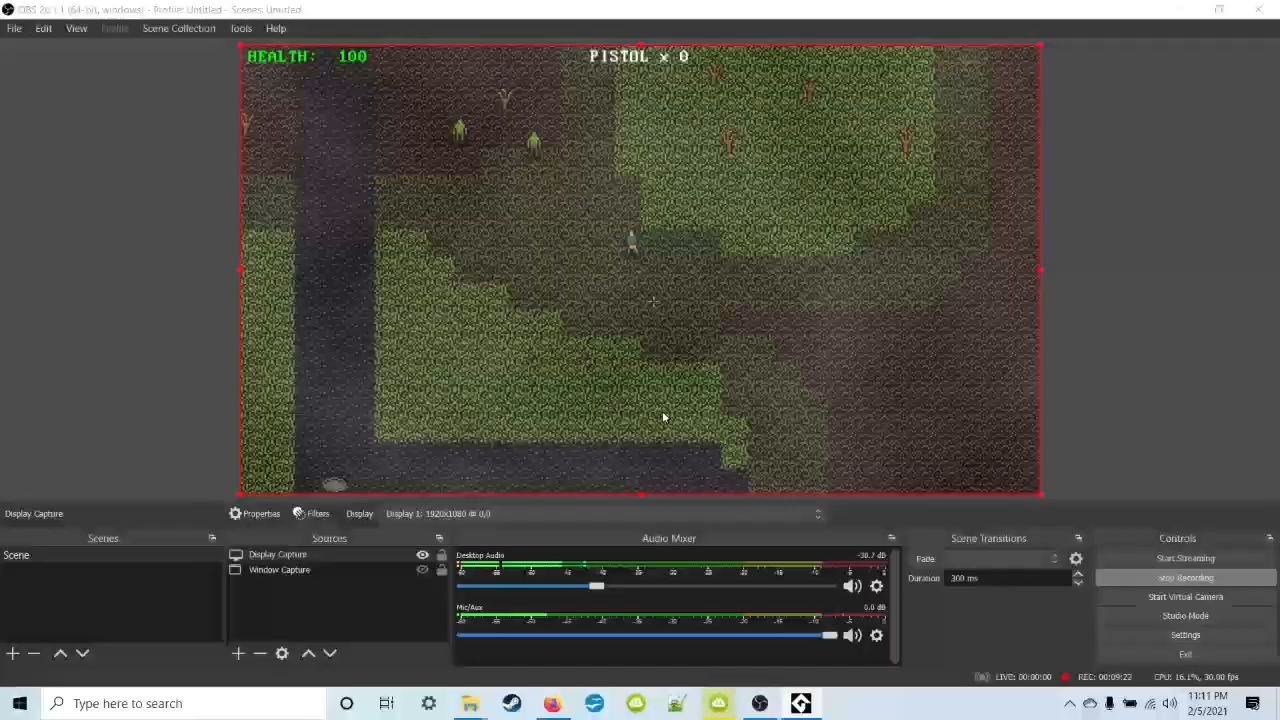 OBS 26.1.1 (64-bit, windows) - Profile: Untitled - Scenes: Untitled
File Edit View Profile Scene Collection Tools Help
HEALTH: 100 PISTOL x 0
Display Capture Properties Filters Display Display 1: 1920x1080 @ 0,0
Scenes Sources Audio Mixer Scene Transitions Controls
Scene
Display Capture
Window Capture
Desktop Audio -30.7 dB
Mic/Aux 0.0 dB
Fade
Duration 300 ms
Start Streaming
Stop Recording
Start Virtual Camera
Studio Mode
Settings
Exit
LIVE: 00:00:00 REC: 00:09:22 CPU: 16.1%, 30.00 fps
Type here to search
11:11 PM
2/5/2021